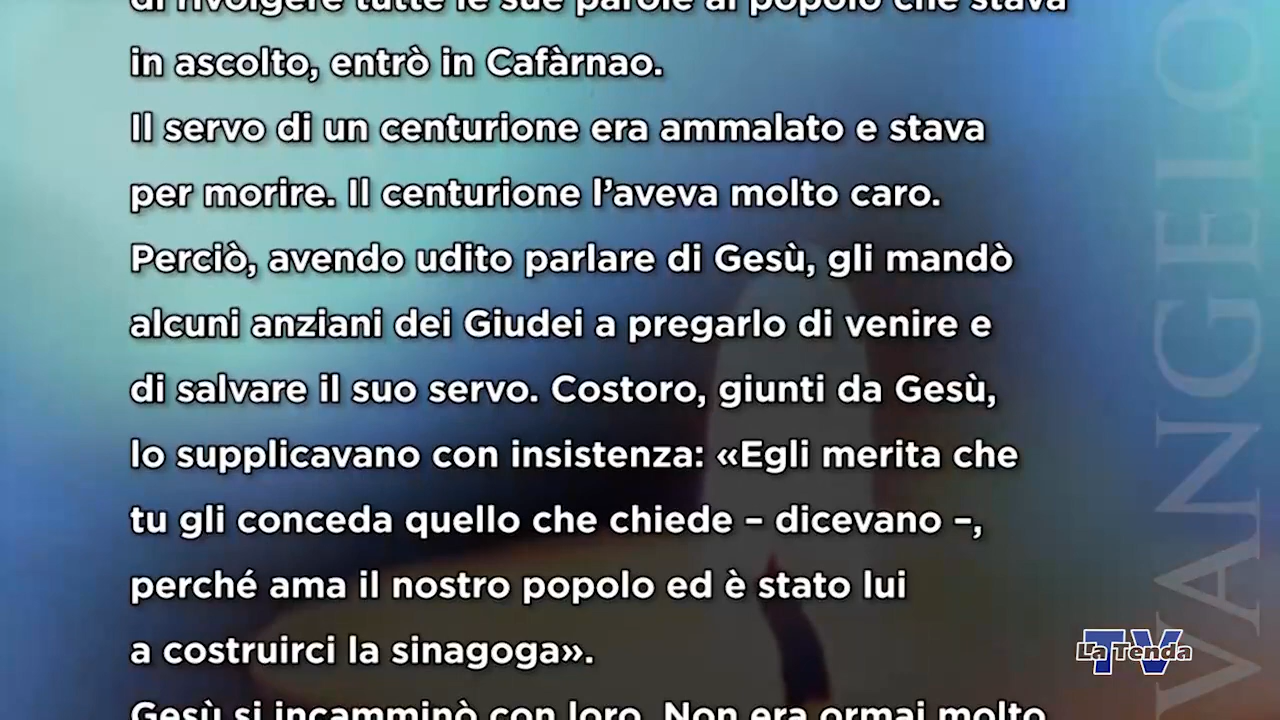 di rivolgere tutte le sue parole al popolo che stava
in ascolto, entrò in Cafàrnao.
Il servo di un centurione era ammalato e stava
per morire. Il centurione l’aveva molto caro.
Perciò, avendo udito parlare di Gesù, gli mandò
alcuni anziani dei Giudei a pregarlo di venire e
di salvare il suo servo. Costoro, giunti da Gesù,
lo supplicavano con insistenza: «Egli merita che
tu gli conceda quello che chiede – dicevano –,
perché ama il nostro popolo ed è stato lui
a costruirci la sinagoga».
Gesù si incamminò con loro. Non era ormai molto
VANGELO
La Tenda TV